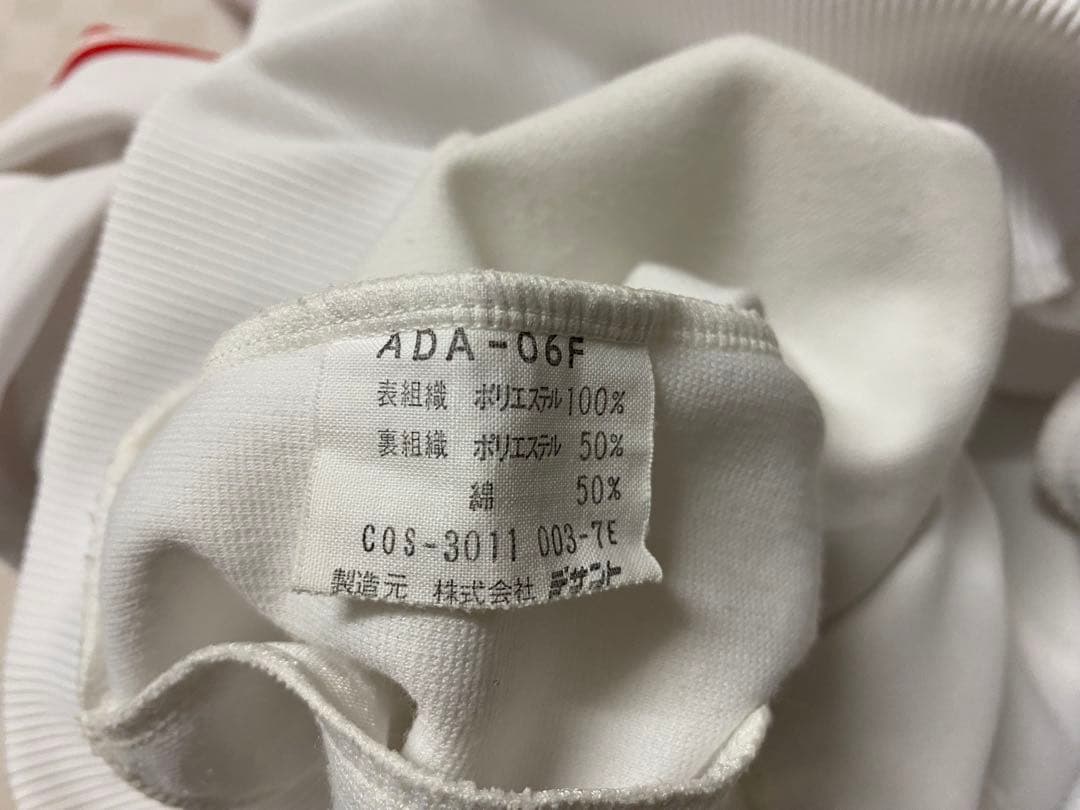 ADA-06F
表組織 ポリエステル100%
裏組織 ポリエステル 50%
綿 50%
COS-3011 003-7E
製造元 株式会社 デサント